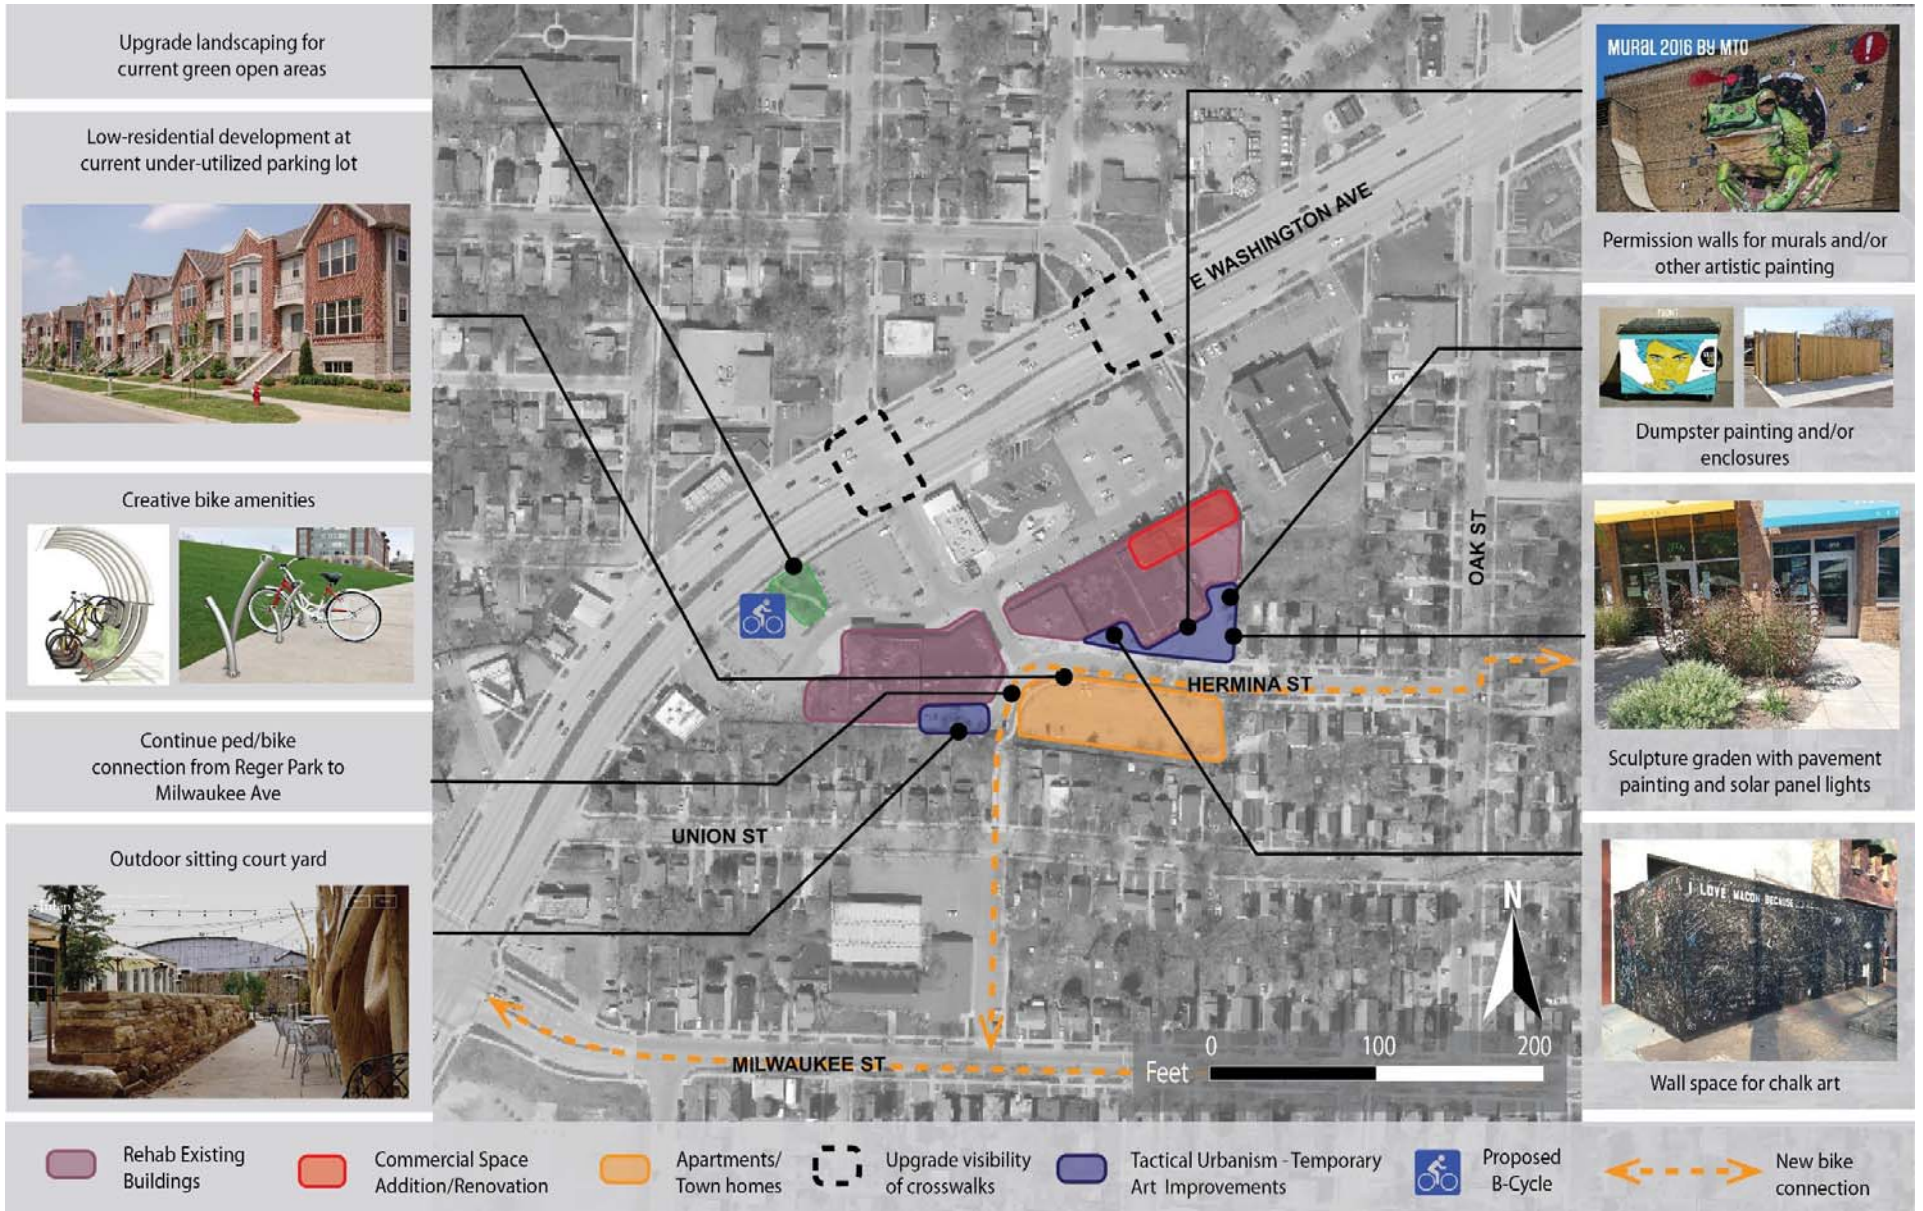 Upgrade landscaping for
current green open areas
Low-residential development at
current under-utilized parking lot
Creative bike amenities
Continue ped/bike
connection from Reger Park to
Milwaukee Ave
Outdoor sitting court yard
E WASHINGTON AVE
OAK ST
HERMINA ST
UNION ST
MILWAUKEE ST
N
0 100 200
Feet
MURAL 2016 BY MTO
!
Permission walls for murals and/or
other artistic painting
FRONT
Dumpster painting and/or
enclosures
Sculpture graden with pavement
painting and solar panel lights
I LOVE MACON BECAUSE...
Wall space for chalk art
Rehab Existing
Buildings
Commercial Space
Addition/Renovation
Apartments/
Town homes
Upgrade visibility
of crosswalks
Tactical Urbanism - Temporary
Art Improvements
Proposed
B-Cycle
New bike
connection